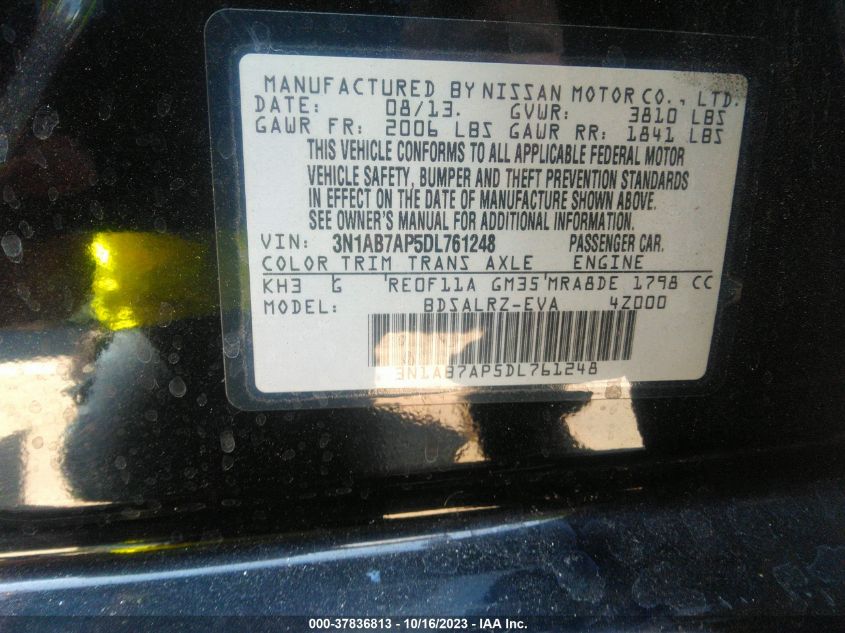 MANUFACTURED BY NISSAN MOTOR CO., LTD.
DATE: 08/13. GVWR: 3810 LBS
GAWR FR: 2006 LBS GAWR RR: 1841 LBS
THIS VEHICLE CONFORMS TO ALL APPLICABLE FEDERAL MOTOR
VEHICLE SAFETY, BUMPER AND THEFT PREVENTION STANDARDS
IN EFFECT ON THE DATE OF MANUFACTURE SHOWN ABOVE.
SEE OWNER'S MANUAL FOR ADDITIONAL INFORMATION.
VIN: 3N1AB7AP5DL761248 PASSENGER CAR.
COLOR TRIM TRANS AXLE ENGINE
KH3 G RE0F11A GM35 MRA8DE 1798 CC
MODEL: BDSALRZ-EVA 4Z000
3N1AB7AP5DL761248
000-37836813 - 10/16/2023 - © IAA, Inc.